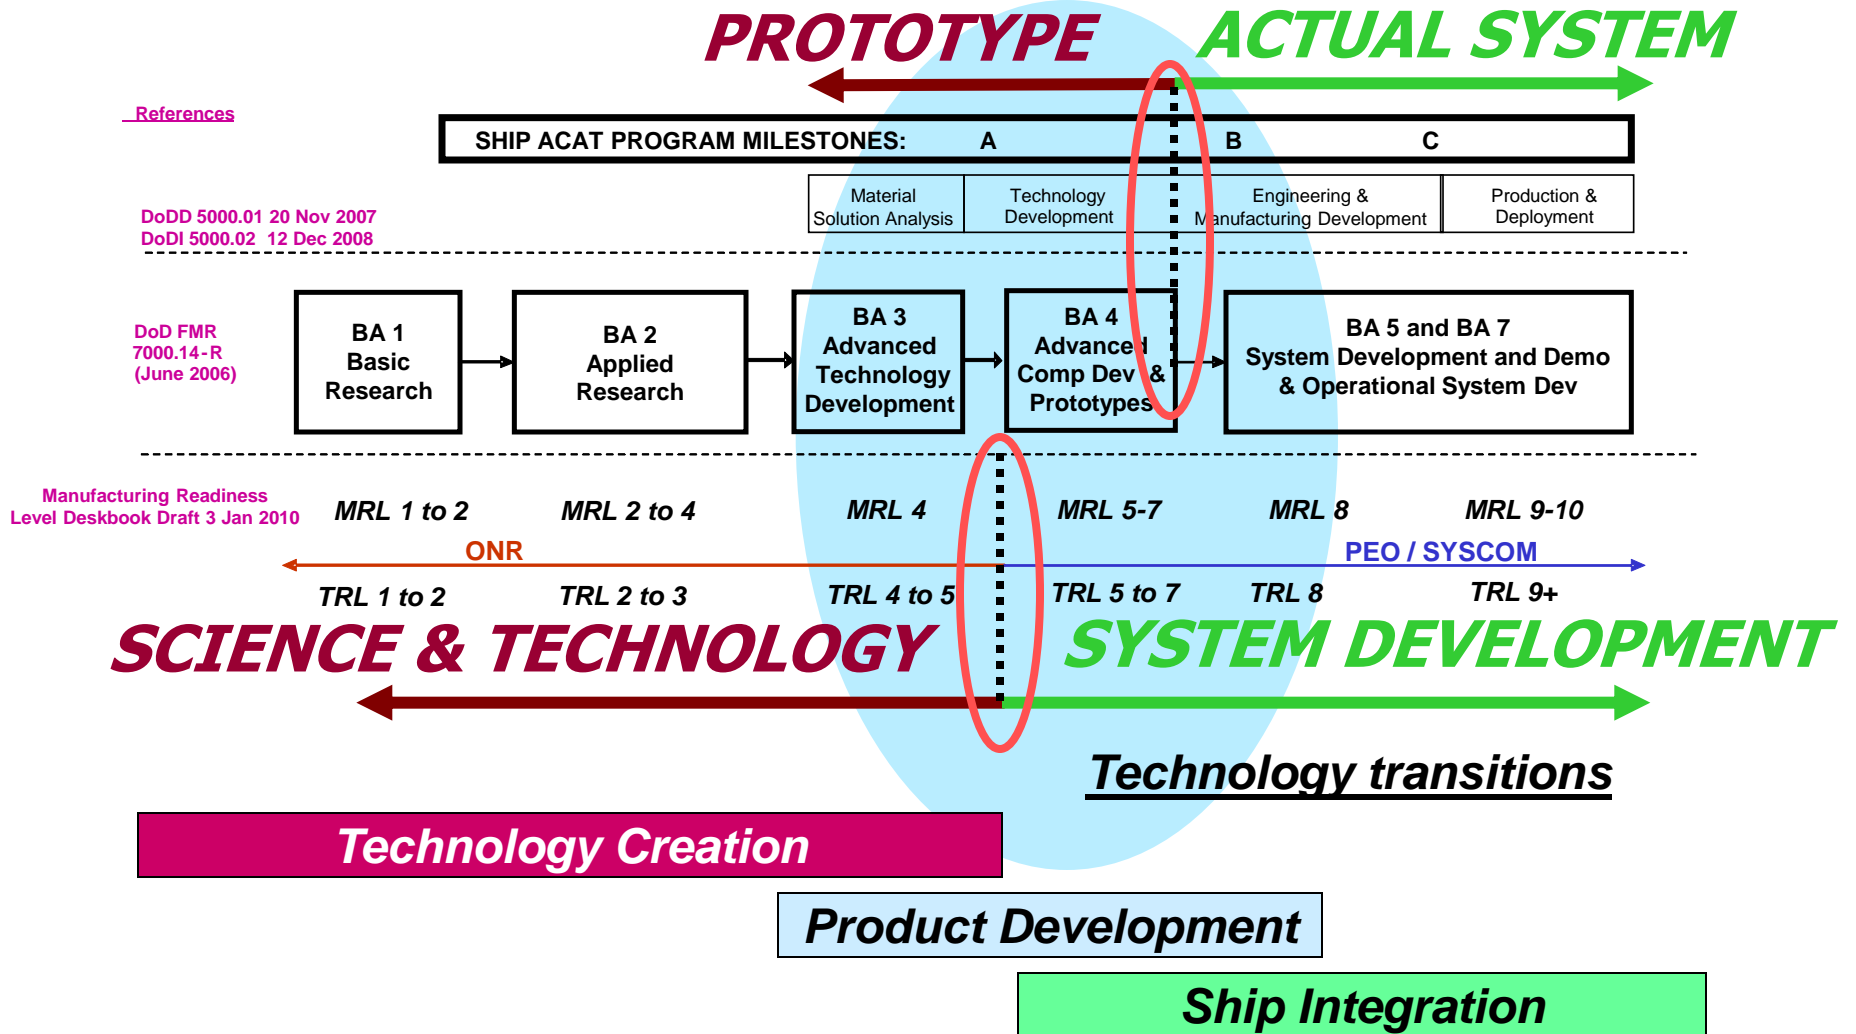 PROTOTYPE
ACTUAL SYSTEM
References
SHIP ACAT PROGRAM MILESTONES: A B C
Material
Solution Analysis
Technology
Development
Engineering &
Manufacturing Development
Production &
Deployment
DoDD 5000.01 20 Nov 2007
DoDI 5000.02 12 Dec 2008
DoD FMR
7000.14-R
(June 2006)
BA 1
Basic
Research
BA 2
Applied
Research
BA 3
Advanced
Technology
Development
BA 4
Advanced
Comp Dev &
Prototypes
BA 5 and BA 7
System Development and Demo
& Operational System Dev
Manufacturing Readiness
Level Deskbook Draft 3 Jan 2010
MRL 1 to 2
MRL 2 to 4
MRL 4
MRL 5-7
MRL 8
MRL 9-10
ONR
PEO / SYSCOM
TRL 1 to 2
TRL 2 to 3
TRL 4 to 5
TRL 5 to 7
TRL 8
TRL 9+
SCIENCE & TECHNOLOGY
SYSTEM DEVELOPMENT
Technology transitions
Technology Creation
Product Development
Ship Integration